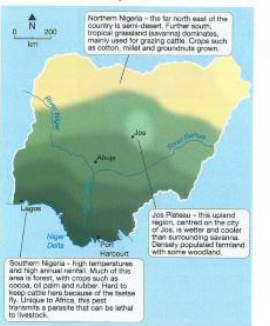 N
0 200
km
Northern Nigeria - the far north east of the
country is semi-desert. Further south,
tropical grassland (savanna) dominates,
mainly used for grazing cattle. Crops such
as cotton, millet and groundnuts grown.
River Niger
Jos
River Benue
Abuja
Lagos
Niger
Delta
Port
Harcourt
Jos Plateau - this upland
region, centred on the city
of Jos, is wetter and cooler
than surrounding savanna.
Densely populated farmland
with some woodland.
Southern Nigeria - high temperatures
and high annual rainfall. Much of this
area is forest, with crops such as
cocoa, oil palm and rubber. Hard to
keep cattle here because of the tsetse
fly. Unique to Africa, this pest
transmits a parasite that can be lethal
to livestock.